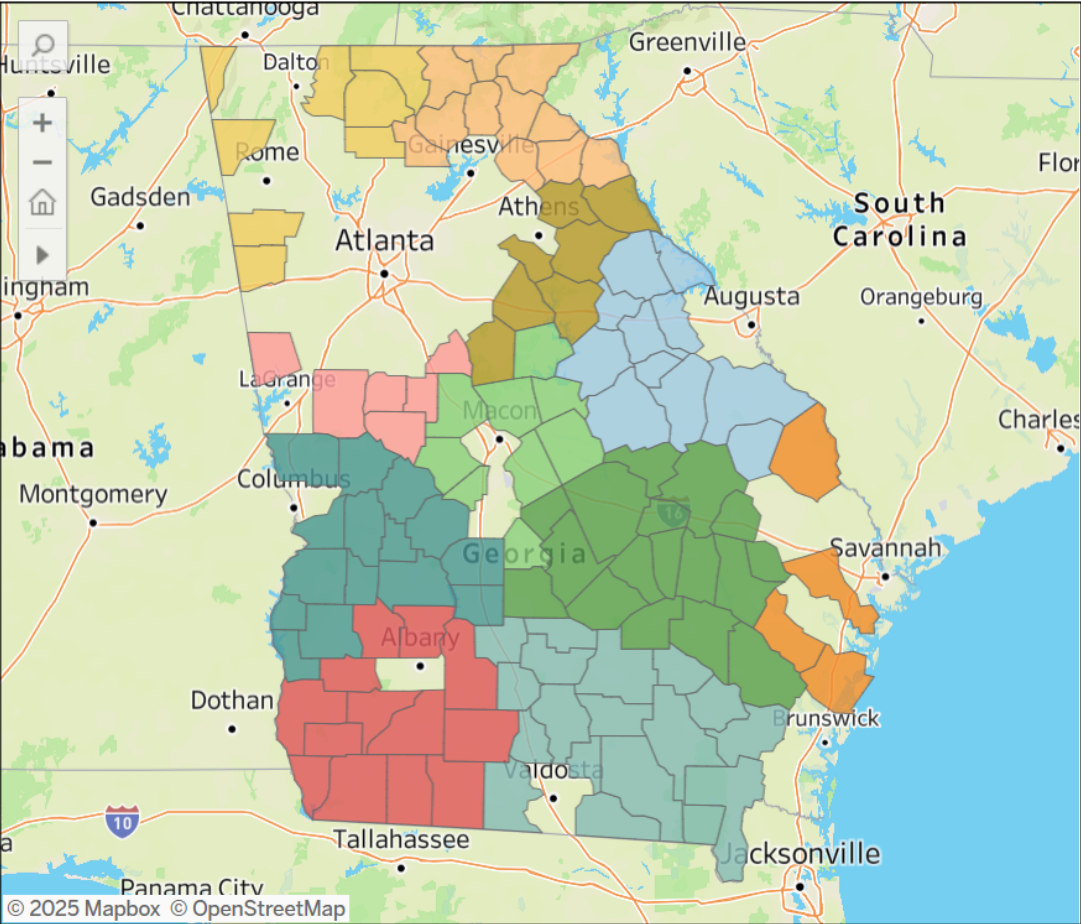 Chattanooga
Huntsville
Dalton
Greenville
+
Rome
Gainesville
Flor
−
Gadsden
Athens
South
Carolina
Atlanta
ingham
Augusta
Orangeburg
LaGrange
Macon
Charles
abama
Columbus
Montgomery
16
Georgia
Savannah
Albany
Dothan
Brunswick
Valdosta
10
Tallahassee
a
Jacksonville
Panama City
© 2025 Mapbox © OpenStreetMap